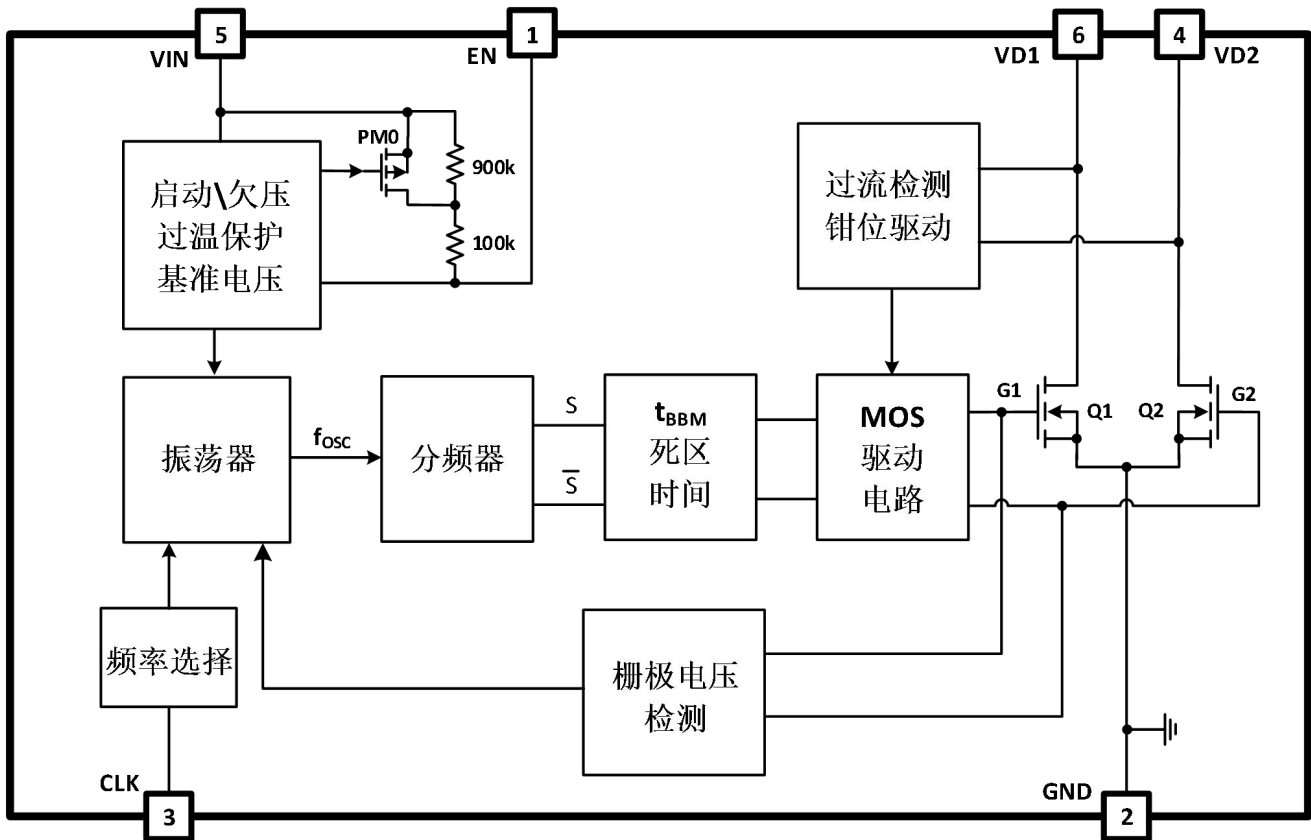 5
1
6
4
VIN
EN
VD1
VD2
PM0
900k
100k
启动\欠压
过温保护
基准电压
过流检测
钳位驱动
振荡器
fOSC
分频器
S
S̅
tBBM
死区
时间
MOS
驱动
电路
G1
Q1
Q2
G2
频率选择
栅极电压
检测
CLK
3
GND
2